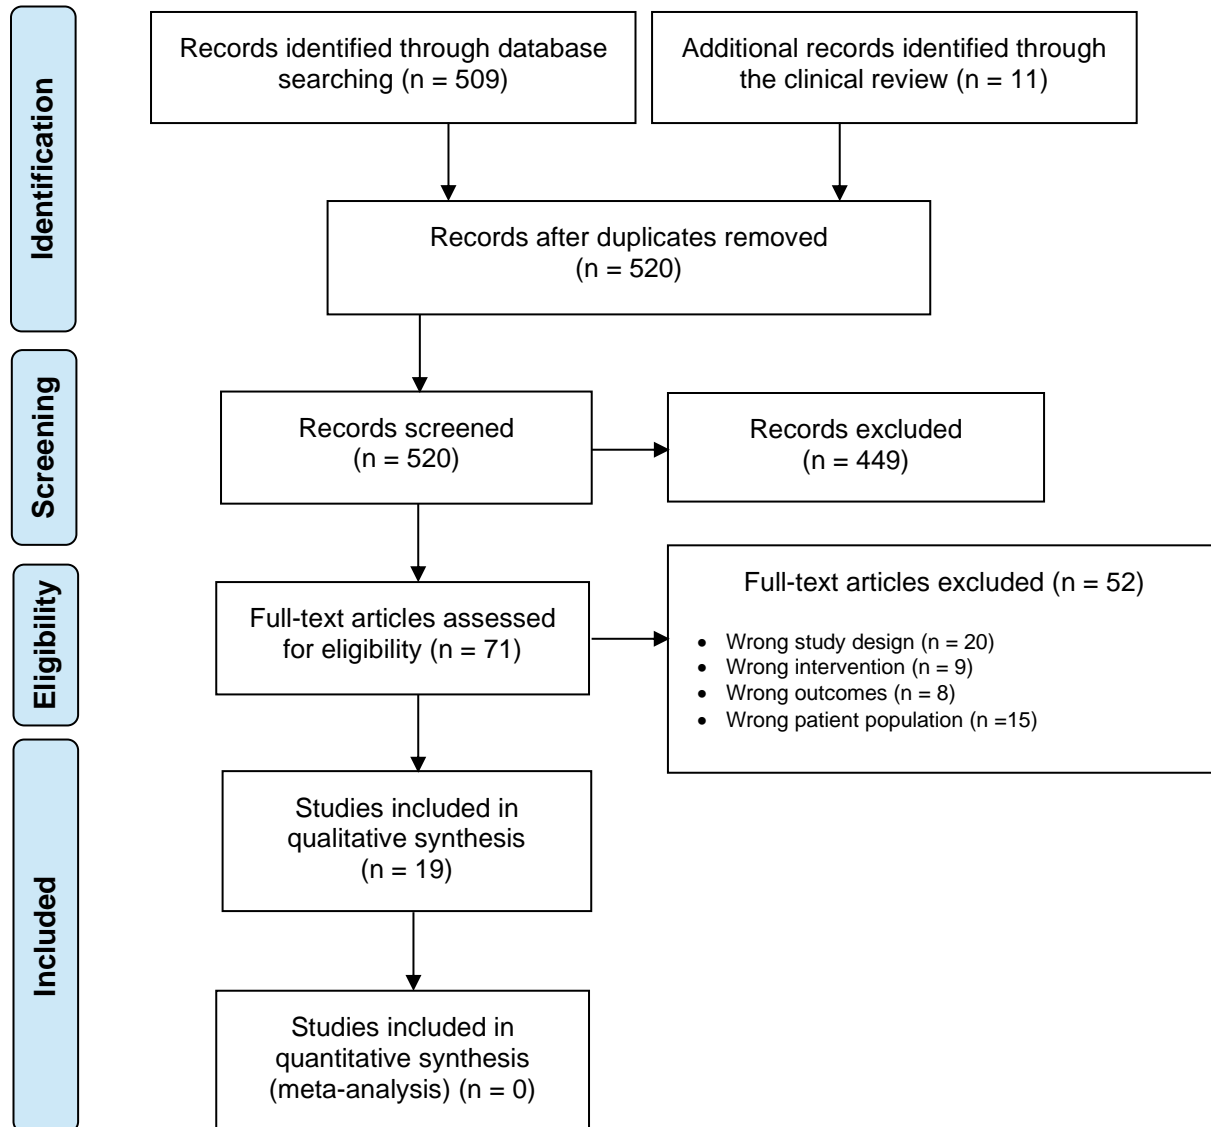 Identification
Records identified through database
searching (n = 509)
Additional records identified through
the clinical review (n = 11)
Records after duplicates removed
(n = 520)
Screening
Records screened
(n = 520)
Records excluded
(n = 449)
Eligibility
Full-text articles assessed
for eligibility (n = 71)
Full-text articles excluded (n = 52)
• Wrong study design (n = 20)
• Wrong intervention (n = 9)
• Wrong outcomes (n = 8)
• Wrong patient population (n =15)
Included
Studies included in
qualitative synthesis
(n = 19)
Studies included in
quantitative synthesis
(meta-analysis) (n = 0)